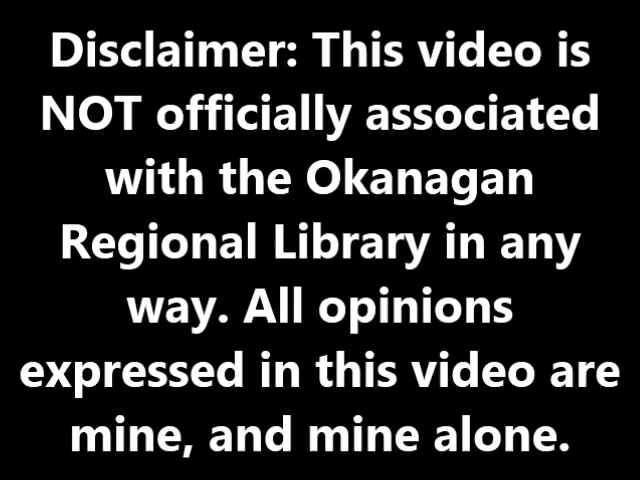 Disclaimer: This video is
NOT officially associated
with the Okanagan
Regional Library in any
way. All opinions
expressed in this video are
mine, and mine alone.